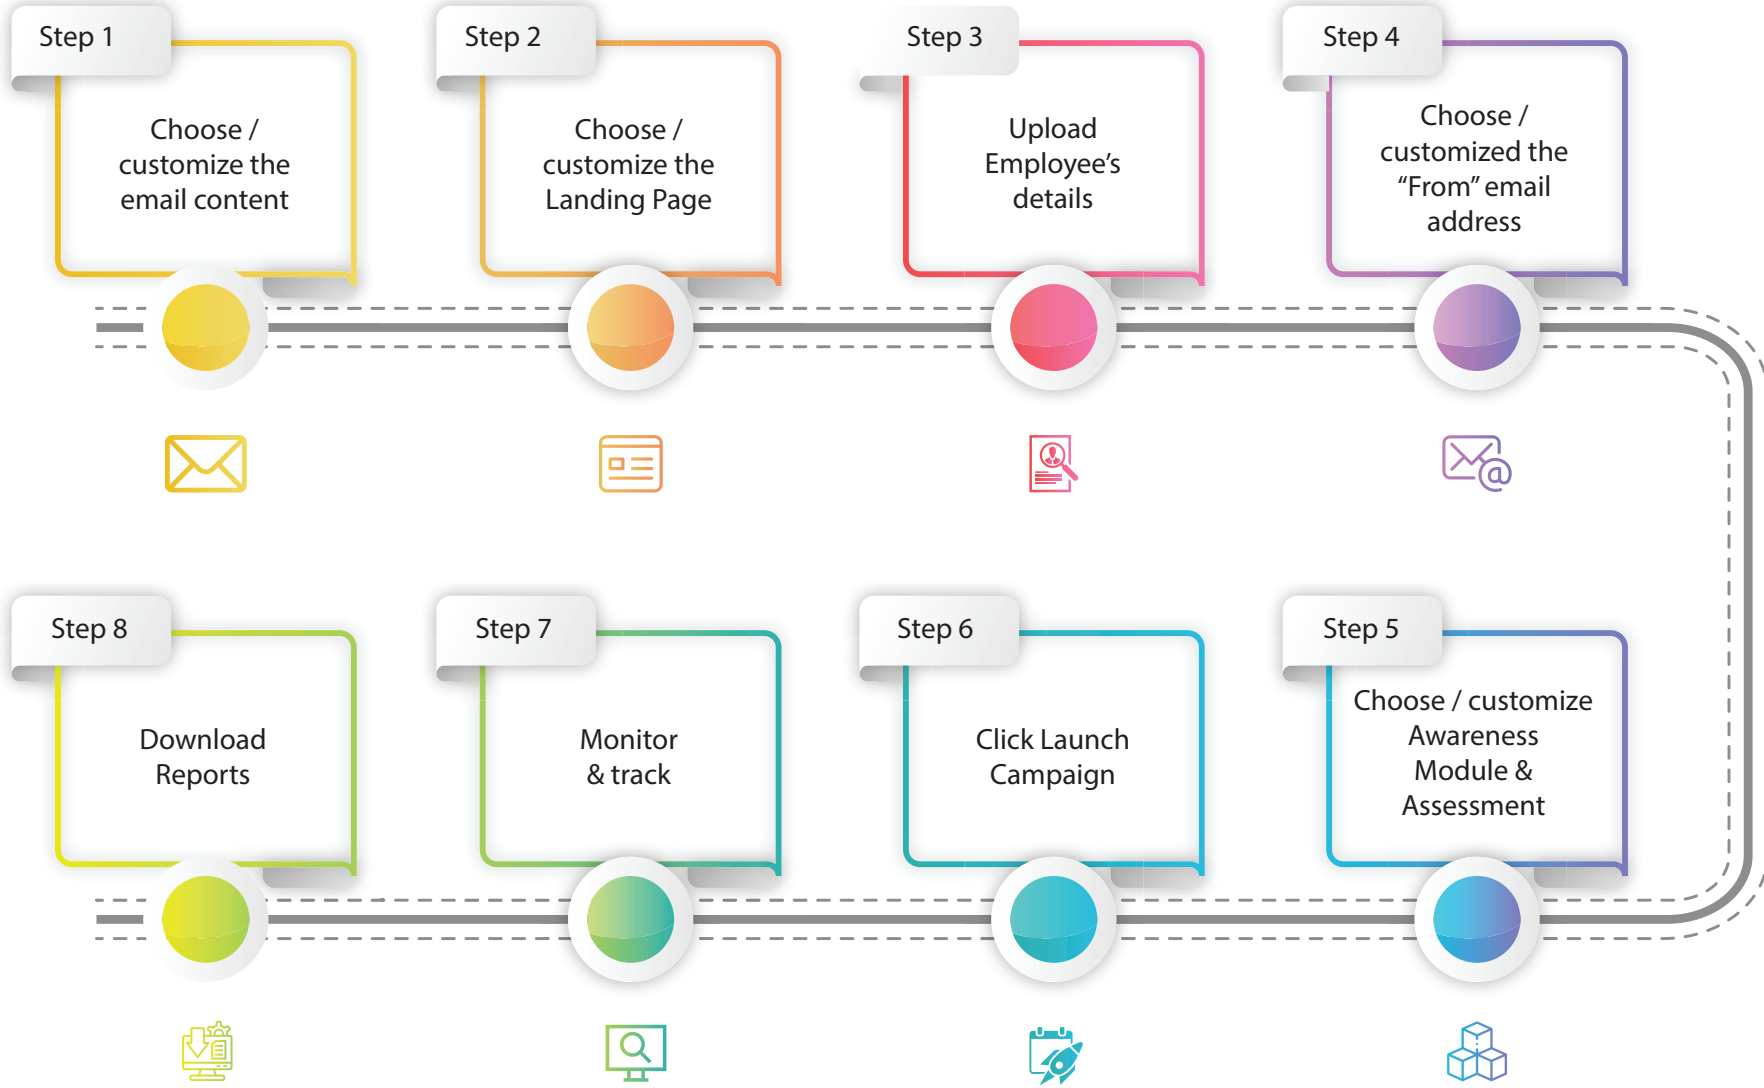 Step 1
Choose /
customize the
email content
Step 2
Choose /
customize the
Landing Page
Step 3
Upload
Employee’s
details
Step 4
Choose /
customized the
“From” email
address
Step 5
Choose / customize
Awareness
Module &
Assessment
Step 6
Click Launch
Campaign
Step 7
Monitor
& track
Step 8
Download
Reports